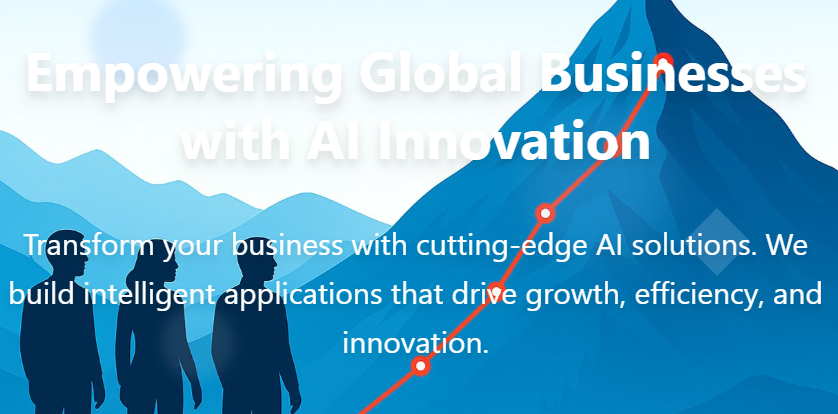 Empowering Global Businesses
with AI Innovation
Transform your business with cutting-edge AI solutions. We
build intelligent applications that drive growth, efficiency, and
innovation.